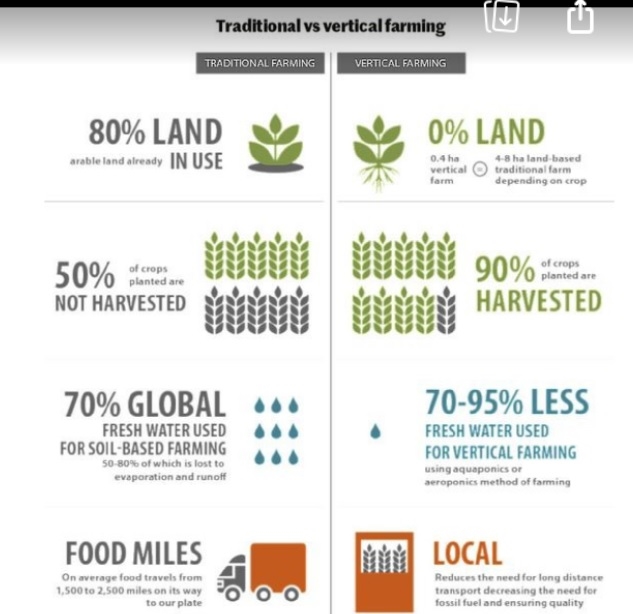 Traditional vs vertical farming
TRADITIONAL FARMING
VERTICAL FARMING
80% LAND
arable land already IN USE
0% LAND
0.4 ha
vertical
farm
=
4-8 ha land-based
traditional farm
depending on crop
50% of crops
planted are
NOT HARVESTED
90% of crops
planted are
HARVESTED
70% GLOBAL
FRESH WATER USED
FOR SOIL-BASED FARMING
50-80% of which is lost to
evaporation and runoff
70-95% LESS
FRESH WATER USED
FOR VERTICAL FARMING
using aquaponics or
aeroponics method of farming
FOOD MILES
On average food travels from
1,500 to 2,500 miles on its way
to our plate
LOCAL
Reduces the need for long distance
transport decreasing the need for
fossil fuel and ensuring quality